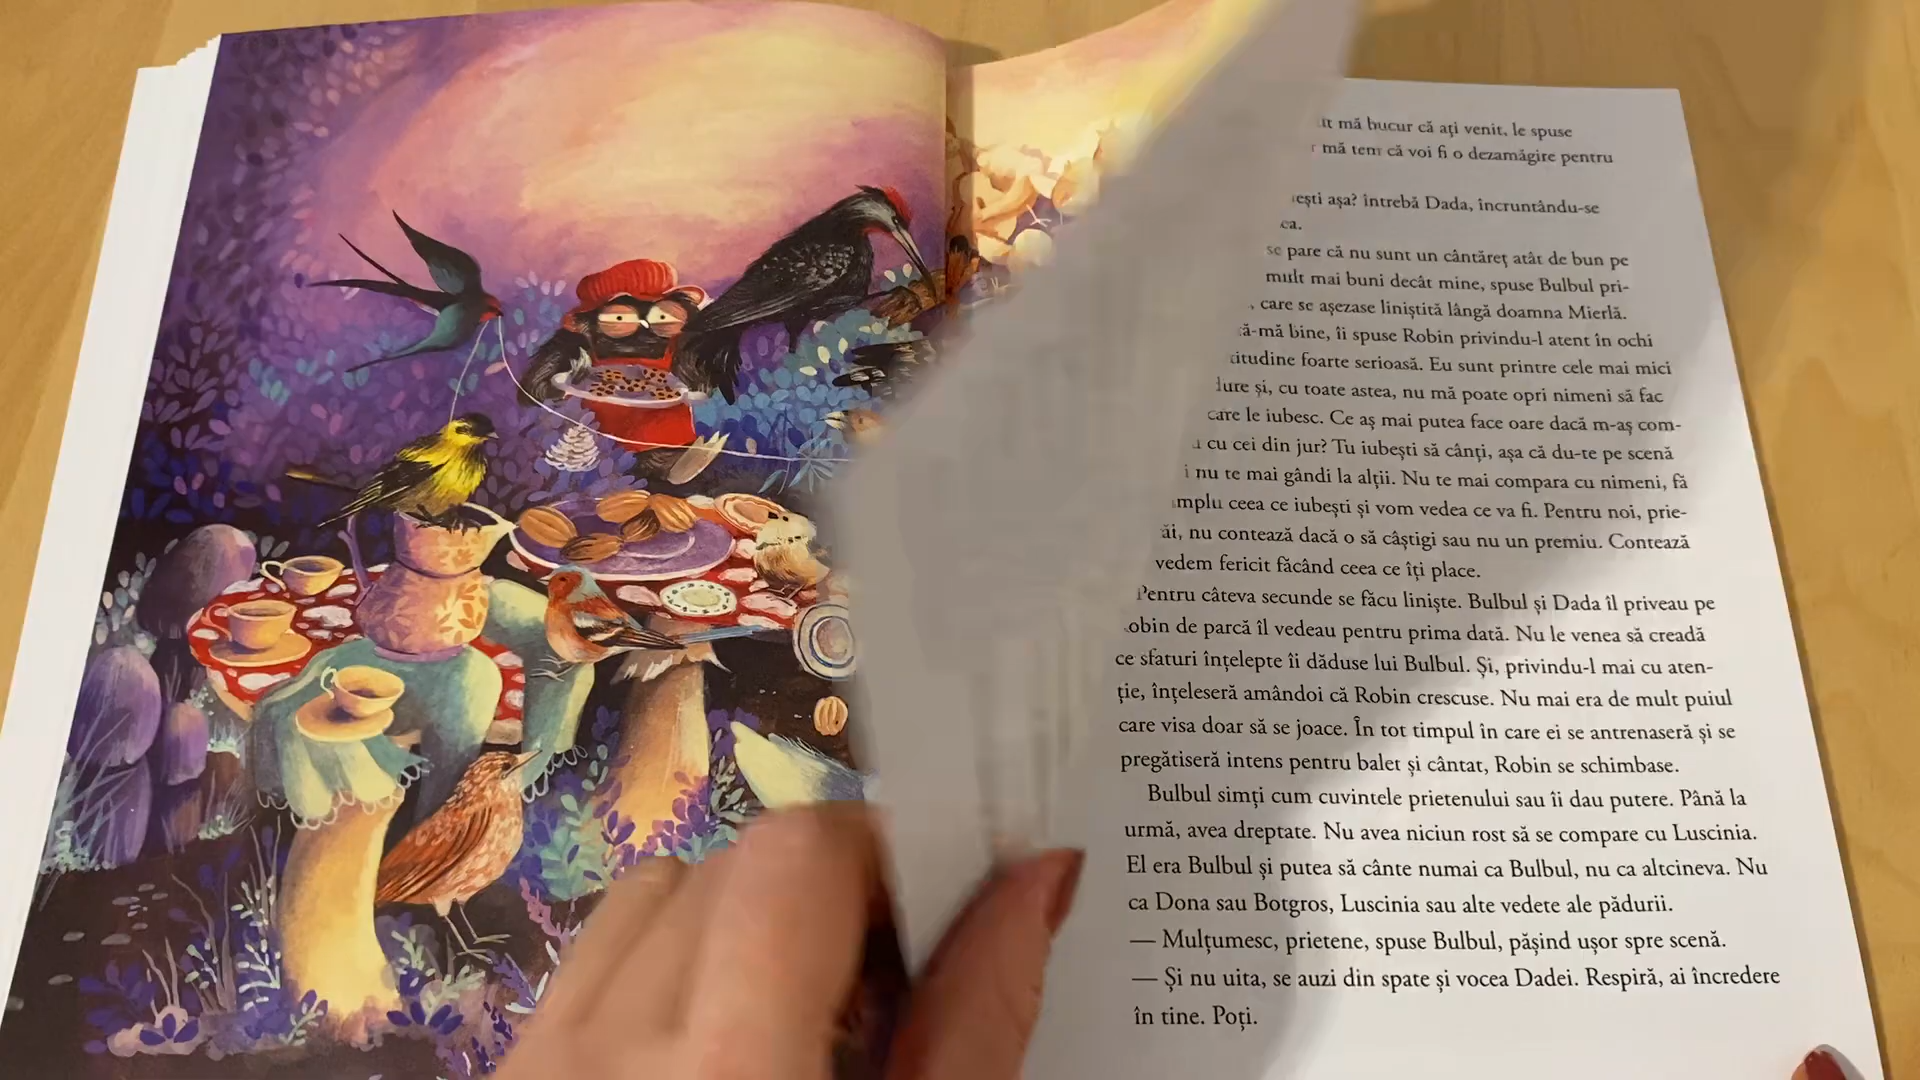 mă bucur că ați venit, le spuse
mă tem că voi fi o dezamăgire pentru
așa? întrebă Dada, încruntându-se
ca.
se pare că nu sunt un cântăreț atât de bun pe
mult mai buni decât mine, spuse Bulbul pri-
, care se așezase liniștită lângă doamna Mierlă.
bine, îi spuse Robin privindu-l atent în ochi
foarte serioasă. Eu sunt printre cele mai mici
și, cu toate astea, nu mă poate opri nimeni să fac
care le iubesc. Ce aș mai putea face oare dacă m-aș com-
cu cei din jur? Tu iubești să cânți, așa că du-te pe scenă
nu te mai gândi la alții. Nu te mai compara cu nimeni, fă
ceea ce iubești și vom vedea ce va fi. Pentru noi, prie-
nu contează dacă o să câștigi sau nu un premiu. Contează
vedem fericit făcând ceea ce îți place.
Pentru câteva secunde se făcu liniște. Bulbul și Dada îl priveau pe
obin de parcă îl vedeau pentru prima dată. Nu le venea să creadă
ce sfaturi înțelepte îi dăduse lui Bulbul. Și, privindu-l mai cu aten-
ție, înțeleseră amândoi că Robin crescuse. Nu mai era de mult puiul
care visa doar să se joace. În tot timpul în care ei se antrenaseră și se
pregătiseră intens pentru balet și cântat, Robin se schimbase.
Bulbul simți cum cuvintele prietenului sau îi dau putere. Până la
urmă, avea dreptate. Nu avea niciun rost să se compare cu Luscinia.
El era Bulbul și putea să cânte numai ca Bulbul, nu ca altcineva. Nu
ca Dona sau Botgros, Luscinia sau alte vedete ale pădurii.
— Mulțumesc, prietene, spuse Bulbul, pășind ușor spre scenă.
— Și nu uita, se auzi din spate și vocea Dadei. Respiră, ai încredere
în tine. Poți.